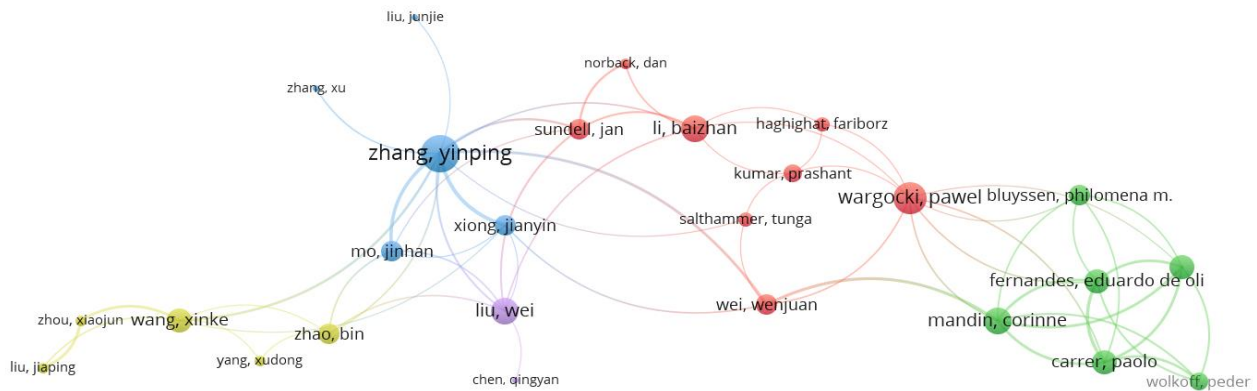 liu, junjie
norback, dan
zhang, xu
haghighat, fariborz
sundell, jan
li, baizhan
zhang, yinping
kumar, prashant
wargocki, pawel
bluyssen, philomena m.
salthammer, tunga
xiong, jianyin
mo, jinhan
fernandes, eduardo de oli
wei, wenjuan
liu, wei
zhou, xiaojun
wang, xinke
mandin, corinne
zhao, bin
yang, xudong
carrer, paolo
liu, jiaping
chen, qingyan
wolkoff, peder